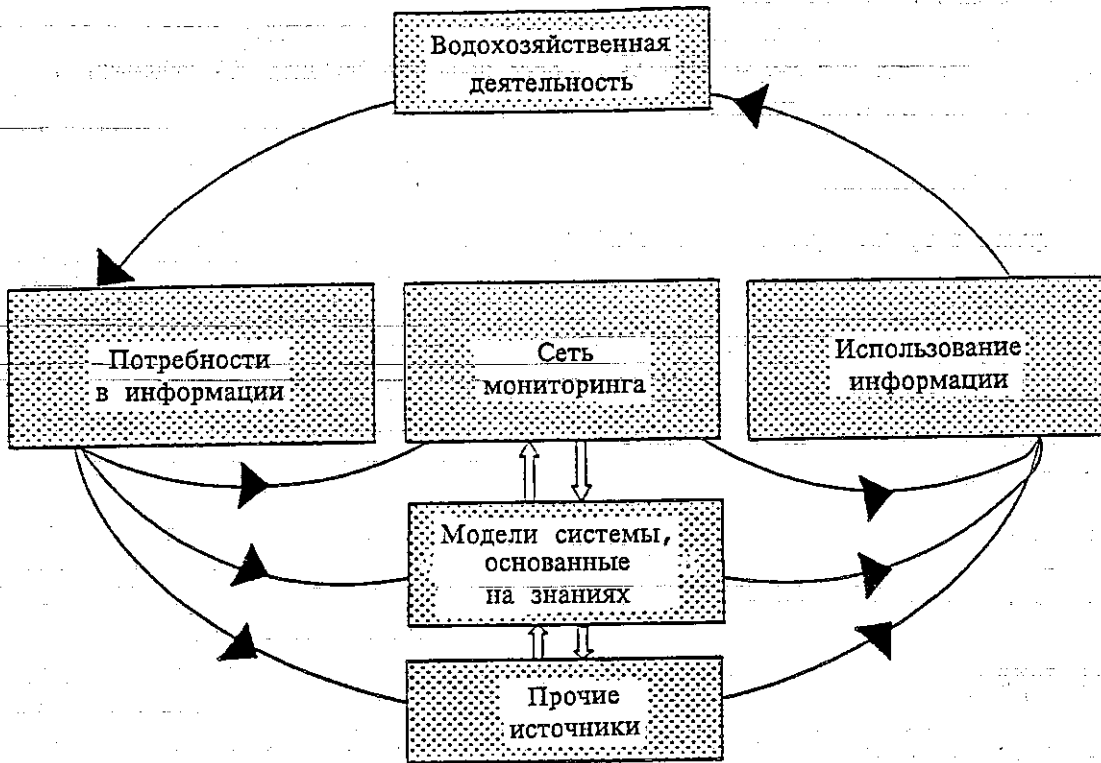 Водохозяйственная
деятельность
Потребности
в информации
Сеть
мониторинга
Использование
информации
Модели системы,
основанные
на знаниях
Прочие
источники